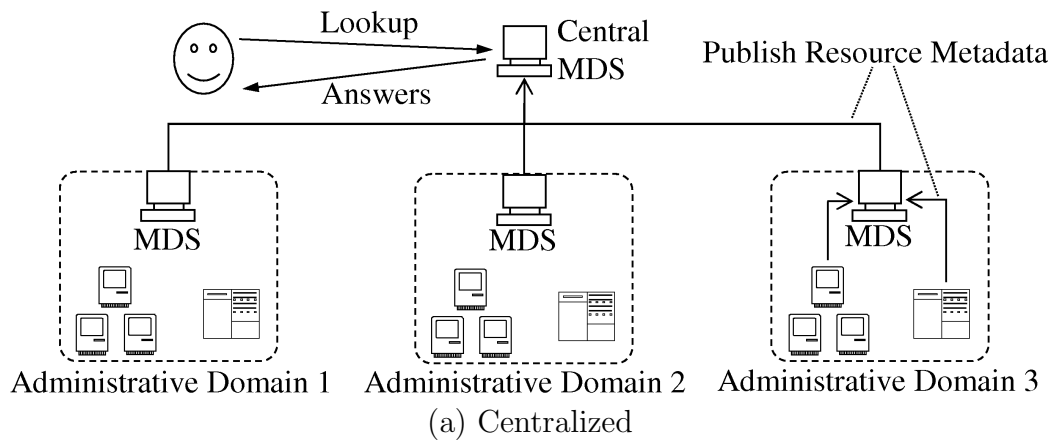 Lookup
Central
MDS
Publish Resource Metadata
Answers
MDS
MDS
MDS
Administrative Domain 1
Administrative Domain 2
Administrative Domain 3
(a) Centralized